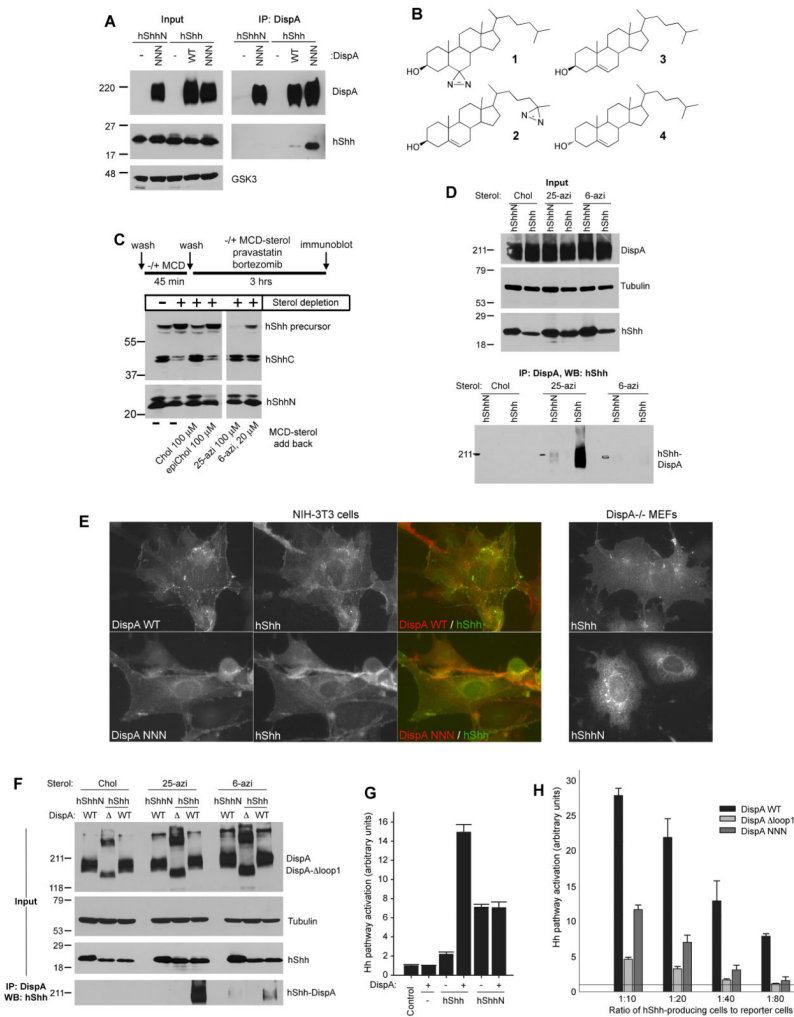 A
Input
IP: DispA
hShhN hShh
hShhN hShh
- NNN - WT NNN
- NNN - WT NNN
:DispA
220
DispA
27
17
hShh
48
GSK3
B
HO
N N
1
HO
3
HO
N N
2
HO
4
C
wash
wash
-/+ MCD-sterol
pravastatin
bortezomib
immunoblot
-/+ MCD
45 min
3 hrs
- + + + + +
Sterol depletion
hShh precursor
55
hShhC
37
hShhN
20
- -
Chol 100 µM
epiChol 100 µM
25-azi 100 µM
6-azi, 20 µM
MCD-sterol
add back
D
Input
Sterol: Chol 25-azi 6-azi
hShhN hShh hShhN hShh hShhN hShh
211
DispA
79
53
Tubulin
29
18
hShh
IP: DispA, WB: hShh
Sterol: Chol 25-azi 6-azi
hShhN hShh hShhN hShh hShhN hShh
211
hShh-
DispA
E
NIH-3T3 cells
DispA-/- MEFs
DispA WT
hShh
DispA WT / hShh
hShh
DispA NNN
hShh
DispA NNN / hShh
hShhN
F
Sterol: Chol 25-azi 6-azi
hShhN hShh hShhN hShh hShhN hShh
DispA: WT Δ WT WT Δ WT WT Δ WT
Input
211
118
DispA
DispA-Δloop1
79
53
Tubulin
29
18
hShh
IP: DispA
WB: hShh
211
hShh-DispA
G
Hh pathway activation (arbitrary units)
16
14
12
10
8
6
4
2
0
DispA: + - + - +
Control - hShh hShhN
H
Hh pathway activation (arbitrary units)
30
25
20
15
10
5
0
DispA WT
DispA Δloop1
DispA NNN
1:10 1:20 1:40 1:80
Ratio of hShh-producing cells to reporter cells